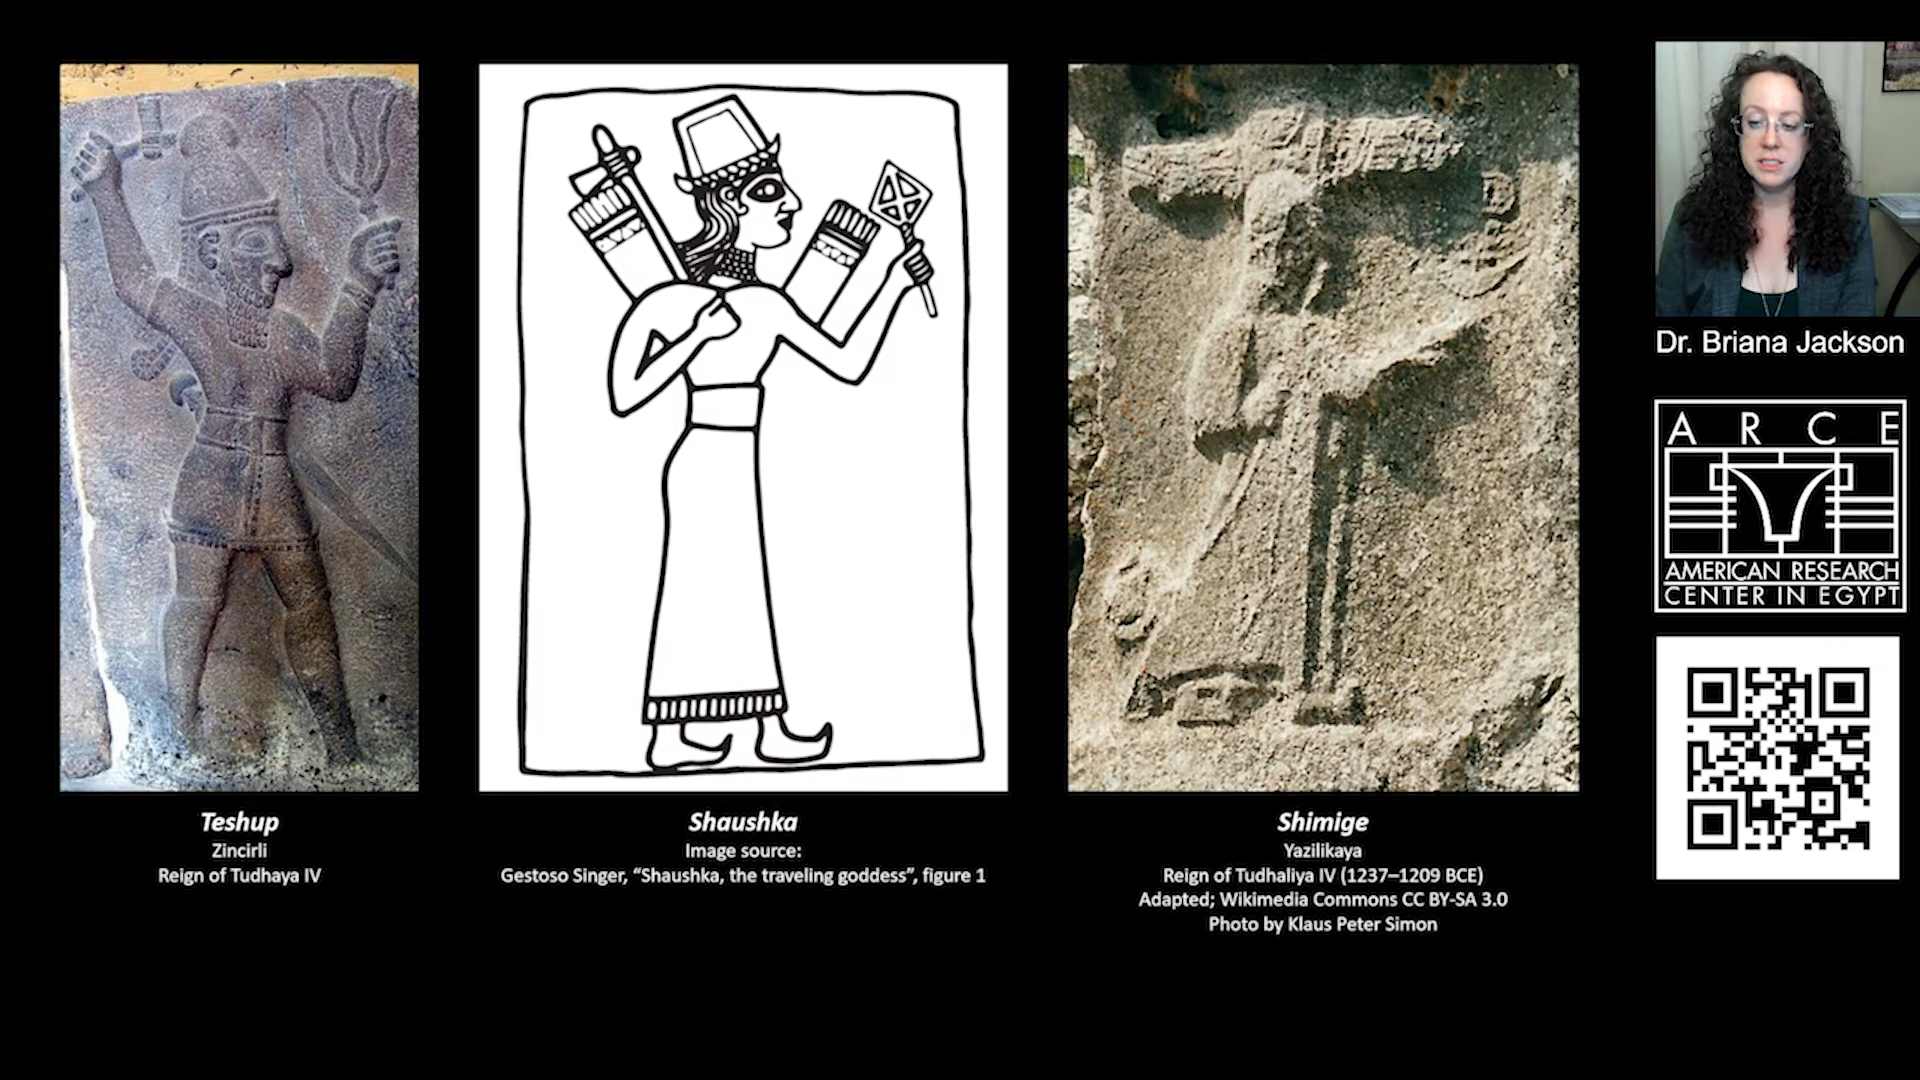 Teshup
Zincirli
Reign of Tudhaya IV
Shaushka
Image source:
Gestoso Singer, “Shaushka, the traveling goddess”, figure 1
Shimige
Yazilikaya
Reign of Tudhaliya IV (1237–1209 BCE)
Adapted; Wikimedia Commons CC BY-SA 3.0
Photo by Klaus Peter Simon
Dr. Briana Jackson
ARCE
AMERICAN RESEARCH
CENTER IN EGYPT